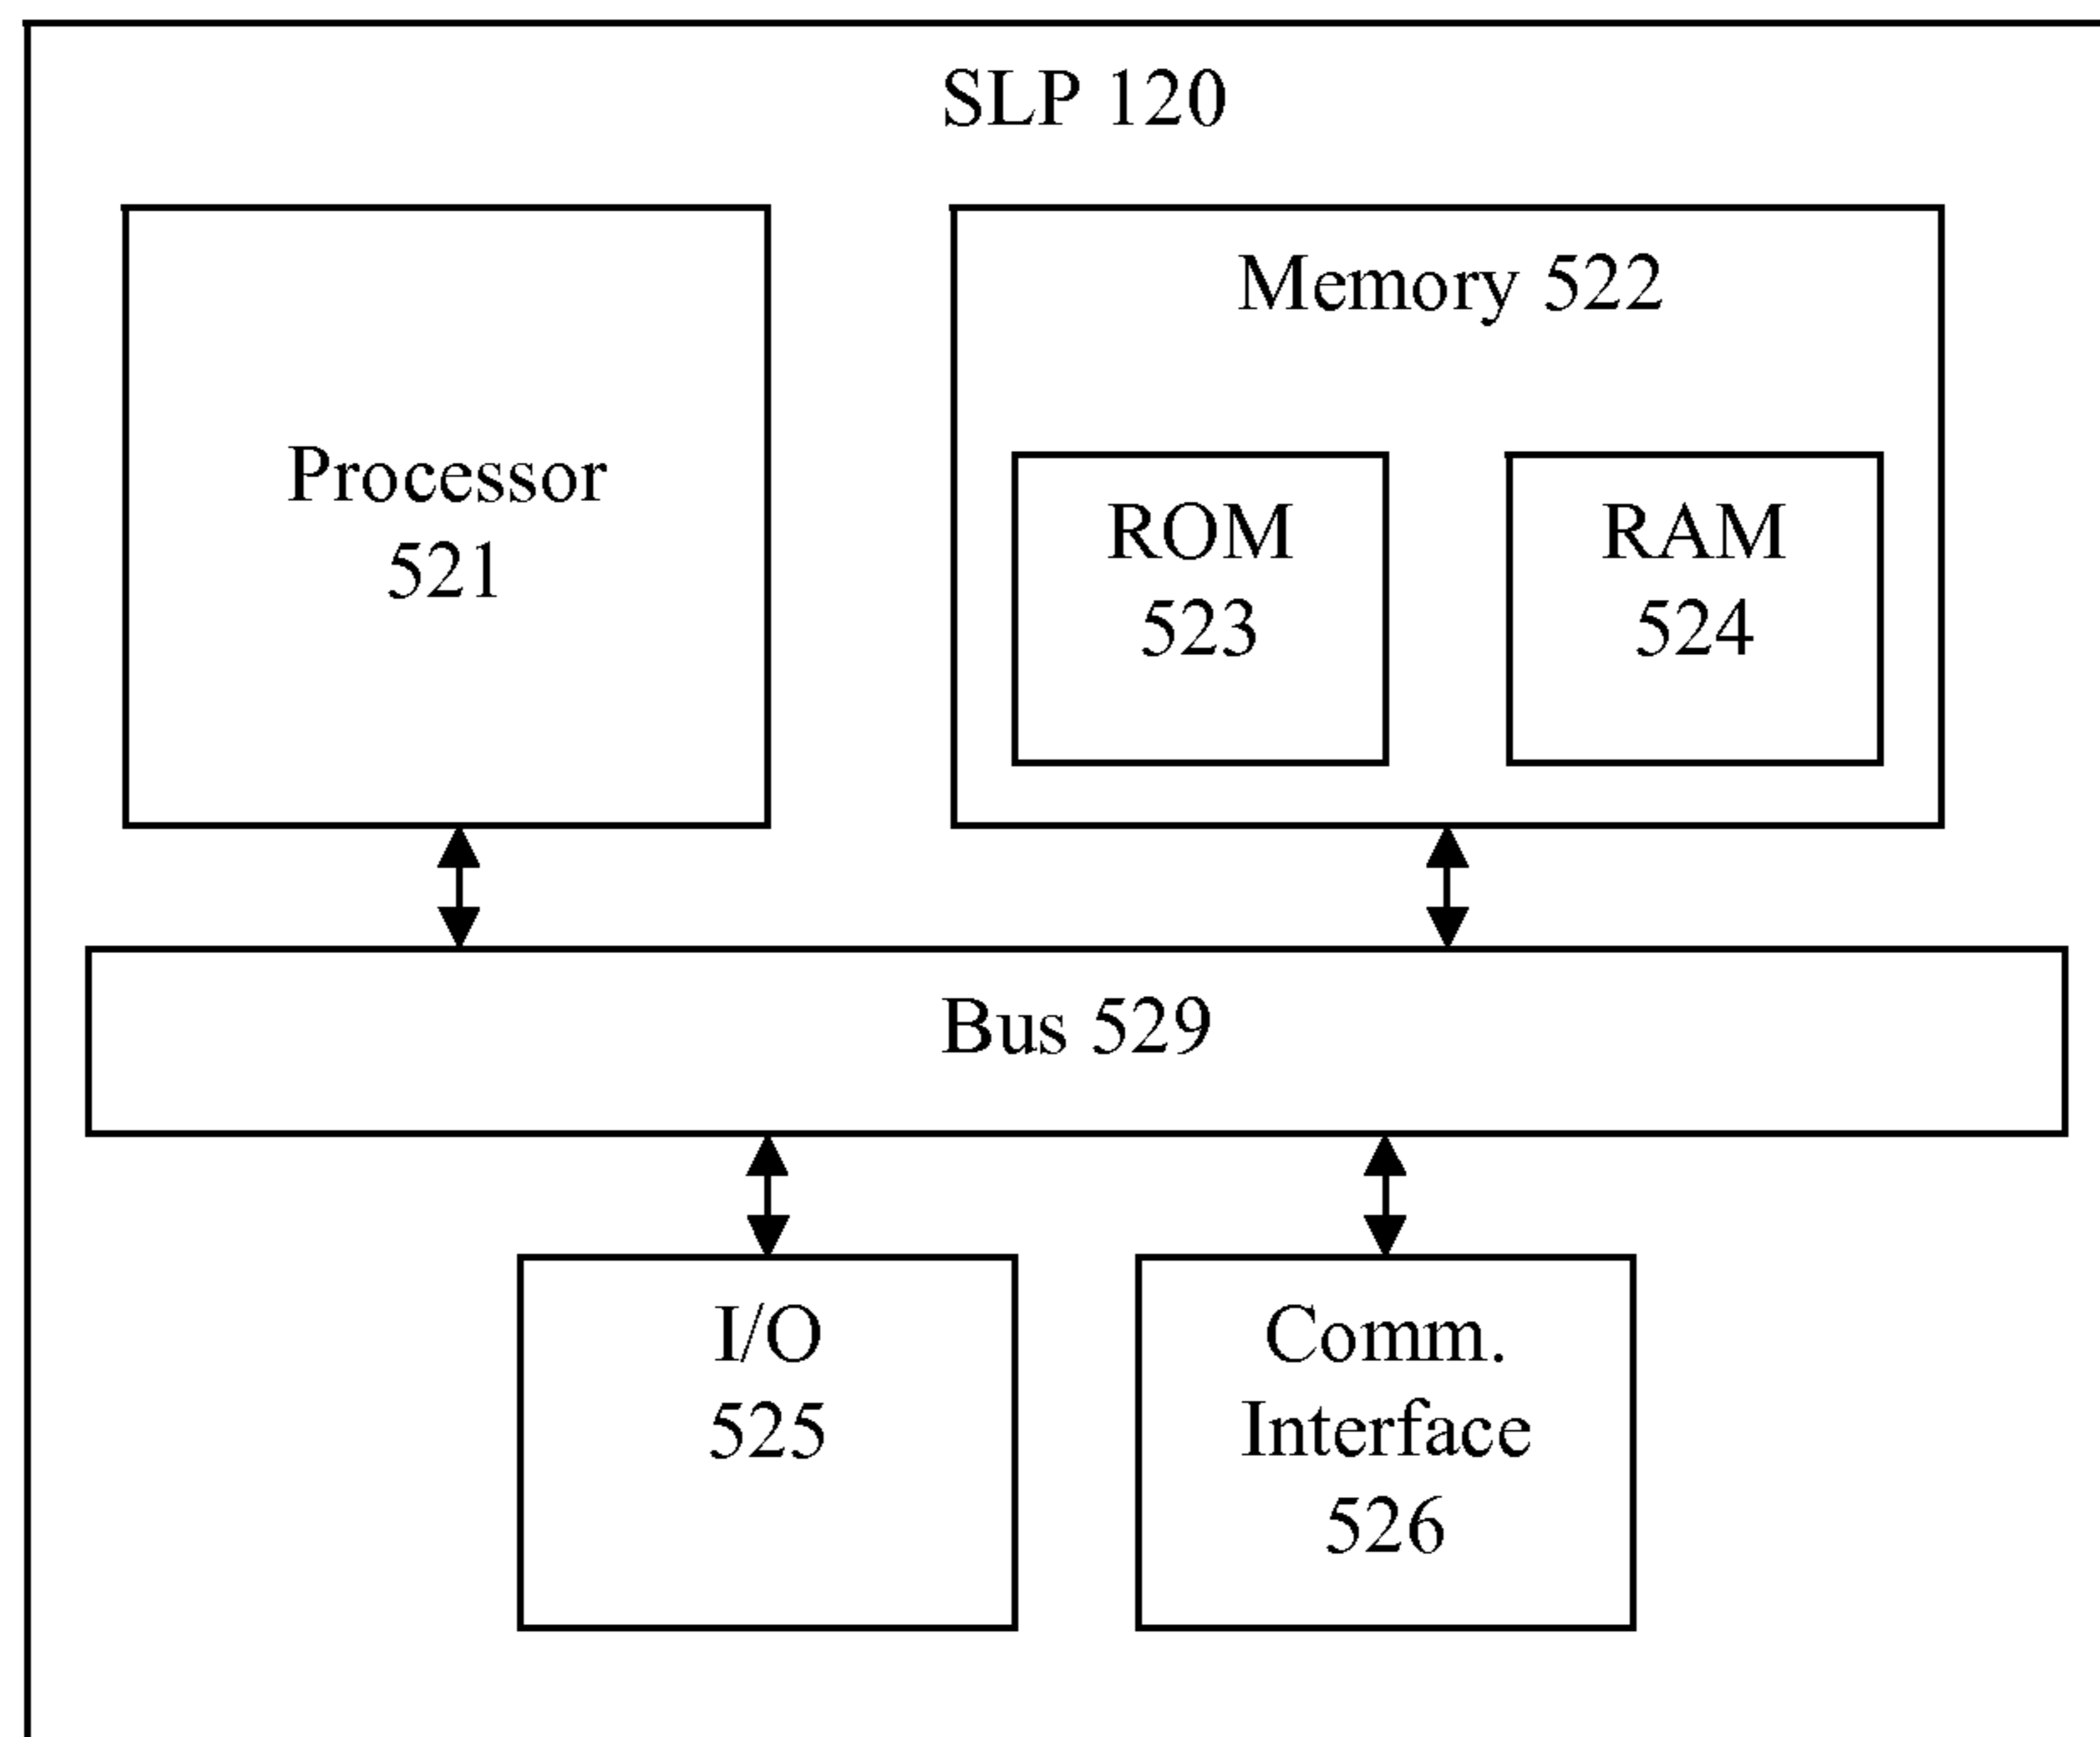 SLP 120
Processor
521
Memory 522
ROM
523
RAM
524
Bus 529
I/O
525
Comm.
Interface
526